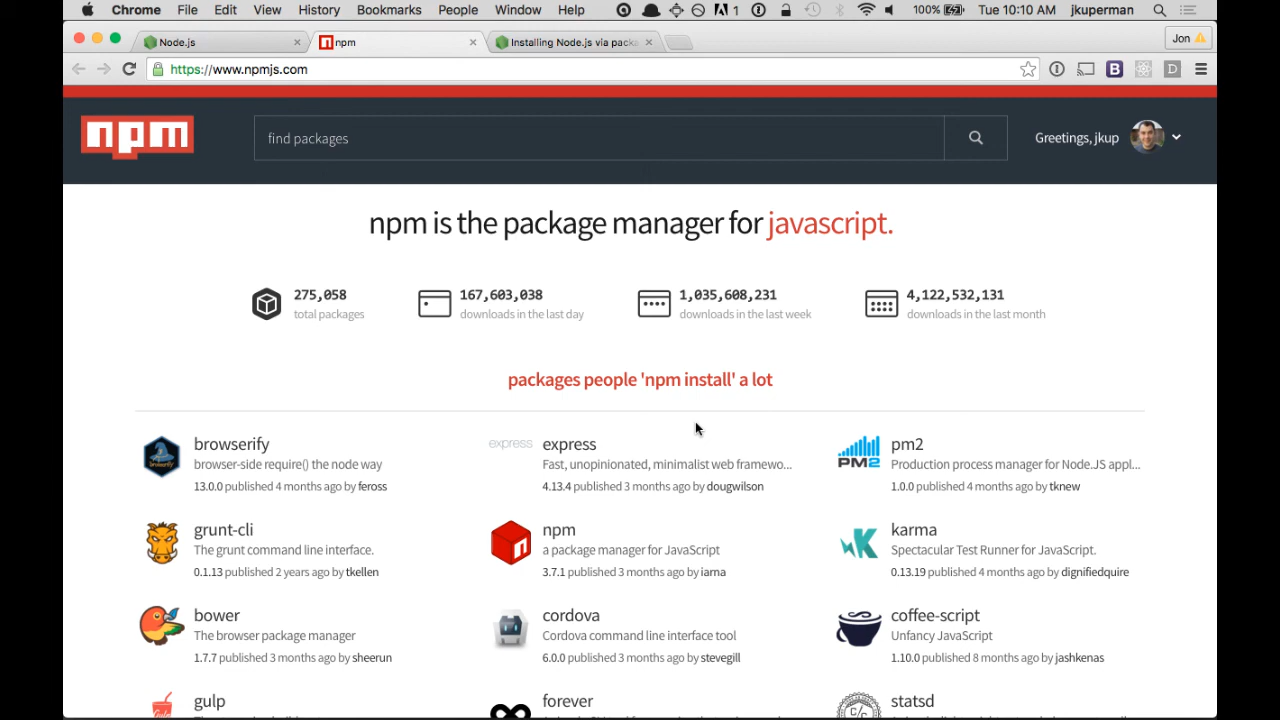 Chrome File Edit View History Bookmarks People Window Help 1 100% Tue 10:10 AM jkuperman
Node.js npm Installing Node.js via packa Jon
https://www.npmjs.com
npm find packages Greetings, jkup
npm is the package manager for javascript.
275,058 167,603,038 1,035,608,231 4,122,532,131
total packages downloads in the last day downloads in the last week downloads in the last month
packages people 'npm install' a lot
browserify express express pm2
browser-side require() the node way Fast, unopinionated, minimalist web framewo... PM2 Production process manager for Node.JS appl...
13.0.0 published 4 months ago by feross 4.13.4 published 3 months ago by dougwilson 1.0.0 published 4 months ago by tknew
grunt-cli npm karma
The grunt command line interface. a package manager for JavaScript Spectacular Test Runner for JavaScript.
0.1.13 published 2 years ago by tkellen 3.7.1 published 3 months ago by iarna 0.13.19 published 4 months ago by dignifiedquire
bower cordova coffee-script
The browser package manager Cordova command line interface tool Unfancy JavaScript
1.7.7 published 3 months ago by sheerun 6.0.0 published 3 months ago by stevegill 1.10.0 published 8 months ago by jashkenas
gulp forever statsd